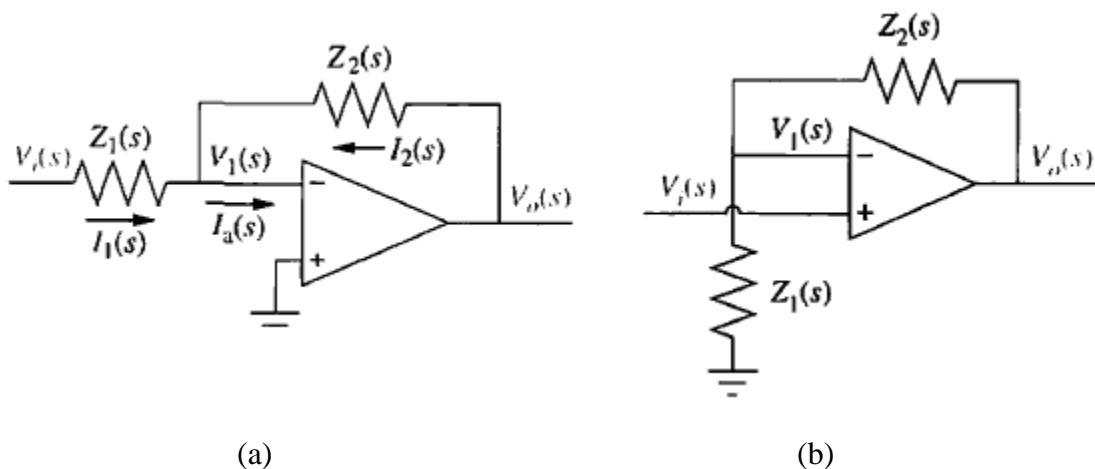 Z₂(s)
Z₁(s)
Vᵢ(s)
V₁(s)
I₂(s)
−
Vₒ(s)
I₁(s)
Iₐ(s)
+
(a)
Z₂(s)
V₁(s)
−
Vᵢ(s)
Vₒ(s)
+
Z₁(s)
(b)